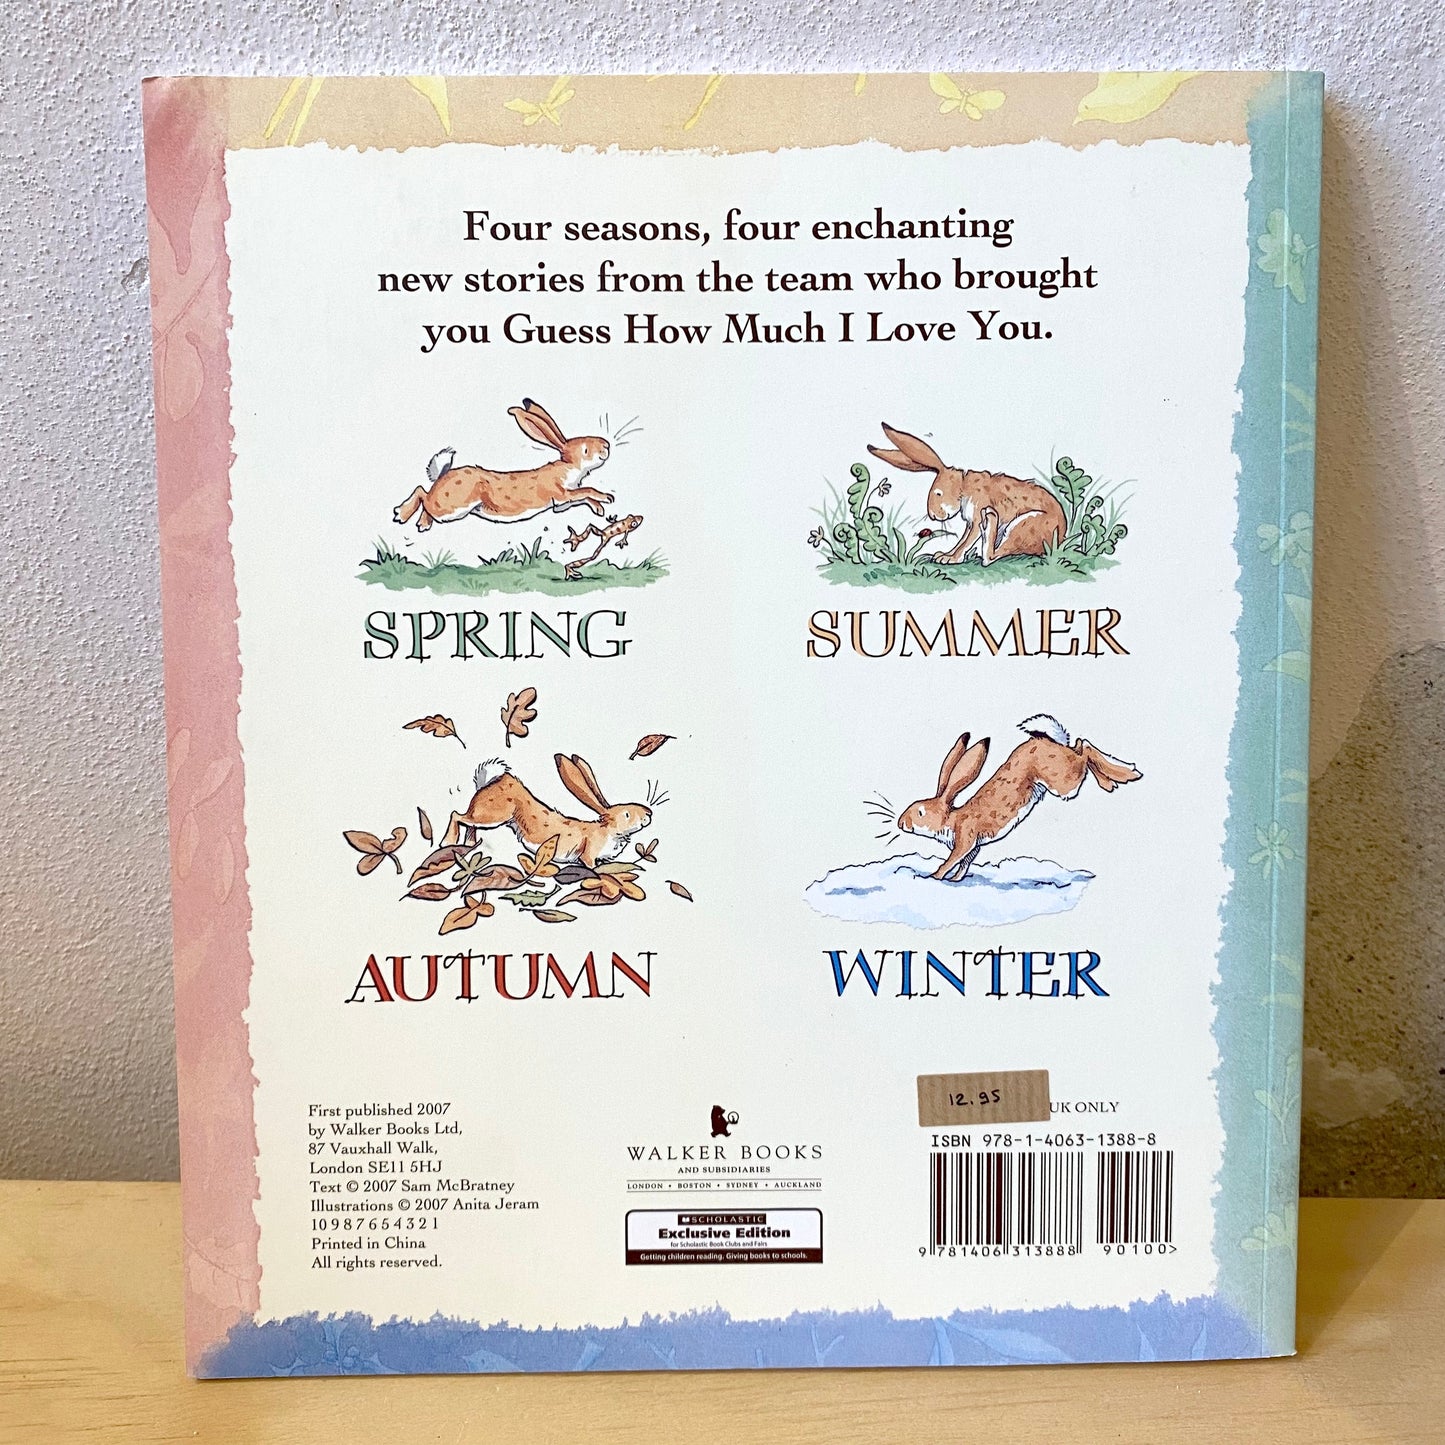 Four seasons, four enchanting
new stories from the team who brought
you Guess How Much I Love You.
SPRING
SUMMER
AUTUMN
WINTER
First published 2007
by Walker Books Ltd,
87 Vauxhall Walk,
London SE11 5HJ
Text © 2007 Sam McBratney
Illustrations © 2007 Anita Jeram
10 9 8 7 6 5 4 3 2 1
Printed in China
All rights reserved.
WALKER BOOKS
AND SUBSIDIARIES
LONDON • BOSTON • SYDNEY • AUCKLAND
SCHOLASTIC
Exclusive Edition
for Scholastic Book Clubs and Fairs
Getting children reading. Giving books to schools.
12.95
UK ONLY
ISBN 978-1-4063-1388-8
9 781406 313888
90100>